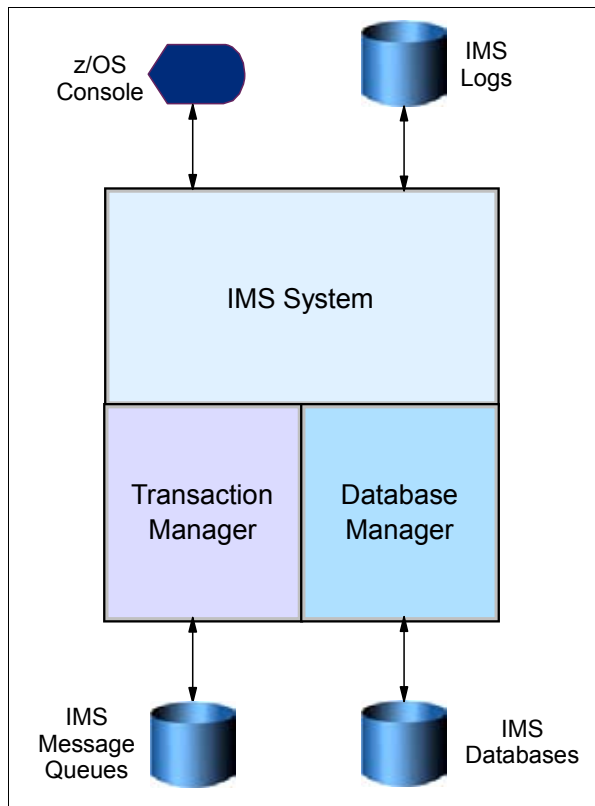 z/OS
Console
IMS
Logs
IMS System
Transaction
Manager
Database
Manager
IMS
Message
Queues
IMS
Databases